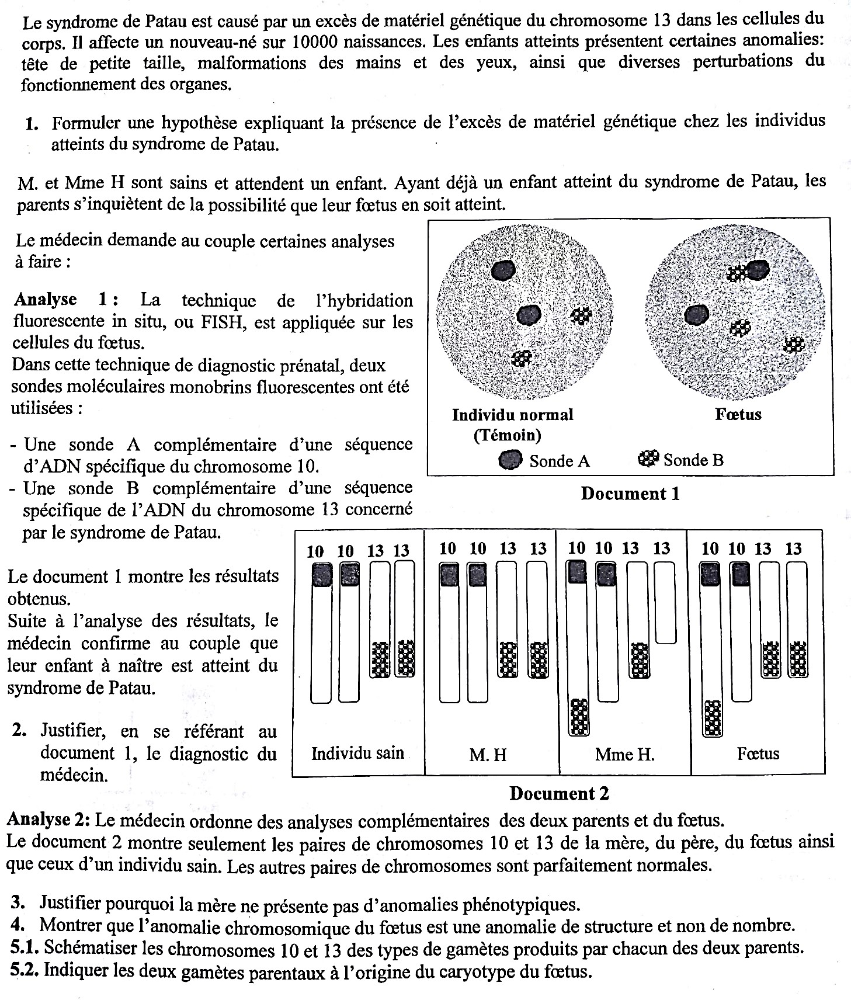 Le syndrome de Patau est causé par un excès de matériel génétique du chromosome 13 dans les cellules du
corps. Il affecte un nouveau-né sur 10000 naissances. Les enfants atteints présentent certaines anomalies:
tête de petite taille, malformations des mains et des yeux, ainsi que diverses perturbations du
fonctionnement des organes.
1. Formuler une hypothèse expliquant la présence de l'excès de matériel génétique chez les individus
atteints du syndrome de Patau.
M. et Mme H sont sains et attendent un enfant. Ayant déjà un enfant atteint du syndrome de Patau, les
parents s'inquiètent de la possibilité que leur fœtus en soit atteint.
Le médecin demande au couple certaines analyses
à faire :
Analyse 1 : La technique de l'hybridation
fluorescente in situ, ou FISH, est appliquée sur les
cellules du fœtus.
Dans cette technique de diagnostic prénatal, deux
sondes moléculaires monobrins fluorescentes ont été
utilisées :
- Une sonde A complémentaire d'une séquence
d'ADN spécifique du chromosome 10.
- Une sonde B complémentaire d'une séquence
spécifique de l'ADN du chromosome 13 concerné
par le syndrome de Patau.
Individu normal
(Témoin)
Fœtus
Sonde A
Sonde B
Document 1
Le document 1 montre les résultats
obtenus.
Suite à l'analyse des résultats, le
médecin confirme au couple que
leur enfant à naître est atteint du
syndrome de Patau.
2. Justifier, en se référant au
document 1, le diagnostic du
médecin.
10 10 13 13
10 10 13 13
10 10 13 13
10 10 13 13
Individu sain
M. H
Mme H.
Fœtus
Document 2
Analyse 2: Le médecin ordonne des analyses complémentaires des deux parents et du fœtus.
Le document 2 montre seulement les paires de chromosomes 10 et 13 de la mère, du père, du fœtus ainsi
que ceux d'un individu sain. Les autres paires de chromosomes sont parfaitement normales.
3. Justifier pourquoi la mère ne présente pas d'anomalies phénotypiques.
4. Montrer que l'anomalie chromosomique du fœtus est une anomalie de structure et non de nombre.
5.1. Schématiser les chromosomes 10 et 13 des types de gamètes produits par chacun des deux parents.
5.2. Indiquer les deux gamètes parentaux à l'origine du caryotype du fœtus.